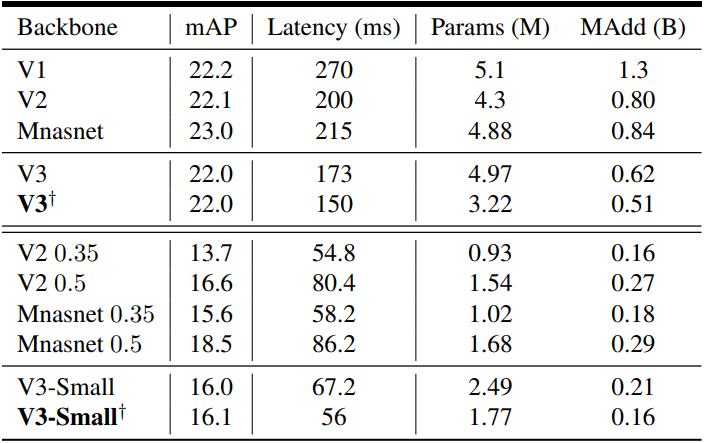 Backbone mAP Latency (ms) Params (M) MAdd (B)
V1 22.2 270 5.1 1.3
V2 22.1 200 4.3 0.80
Mnasnet 23.0 215 4.88 0.84
V3 22.0 173 4.97 0.62
V3† 22.0 150 3.22 0.51
V2 0.35 13.7 54.8 0.93 0.16
V2 0.5 16.6 80.4 1.54 0.27
Mnasnet 0.35 15.6 58.2 1.02 0.18
Mnasnet 0.5 18.5 86.2 1.68 0.29
V3-Small 16.0 67.2 2.49 0.21
V3-Small† 16.1 56 1.77 0.16